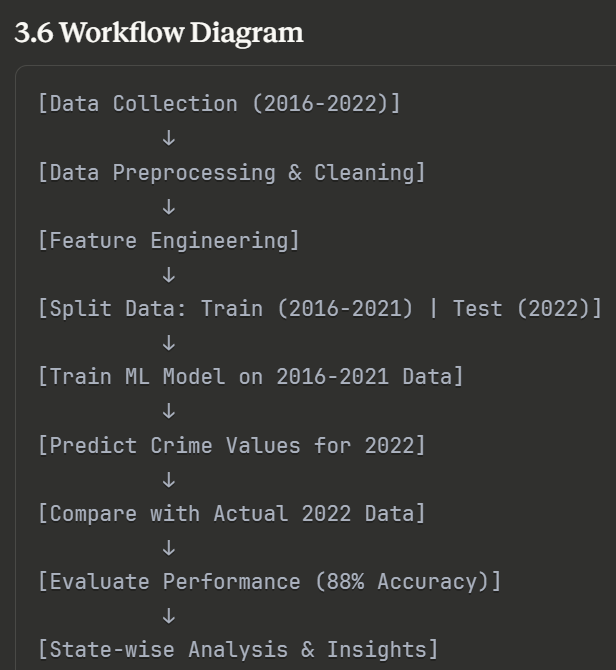 3.6 Workflow Diagram
[Data Collection (2016-2022)]
↓
[Data Preprocessing & Cleaning]
↓
[Feature Engineering]
↓
[Split Data: Train (2016-2021) | Test (2022)]
↓
[Train ML Model on 2016-2021 Data]
↓
[Predict Crime Values for 2022]
↓
[Compare with Actual 2022 Data]
↓
[Evaluate Performance (88% Accuracy)]
↓
[State-wise Analysis & Insights]